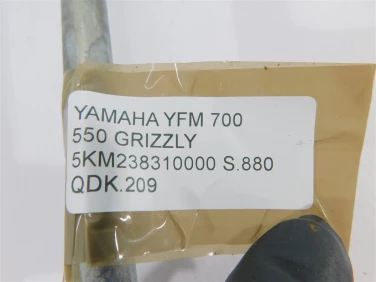 YAMAHA YFM 700
550 GRIZZLY
5KM238310000 S.880
QDK.209